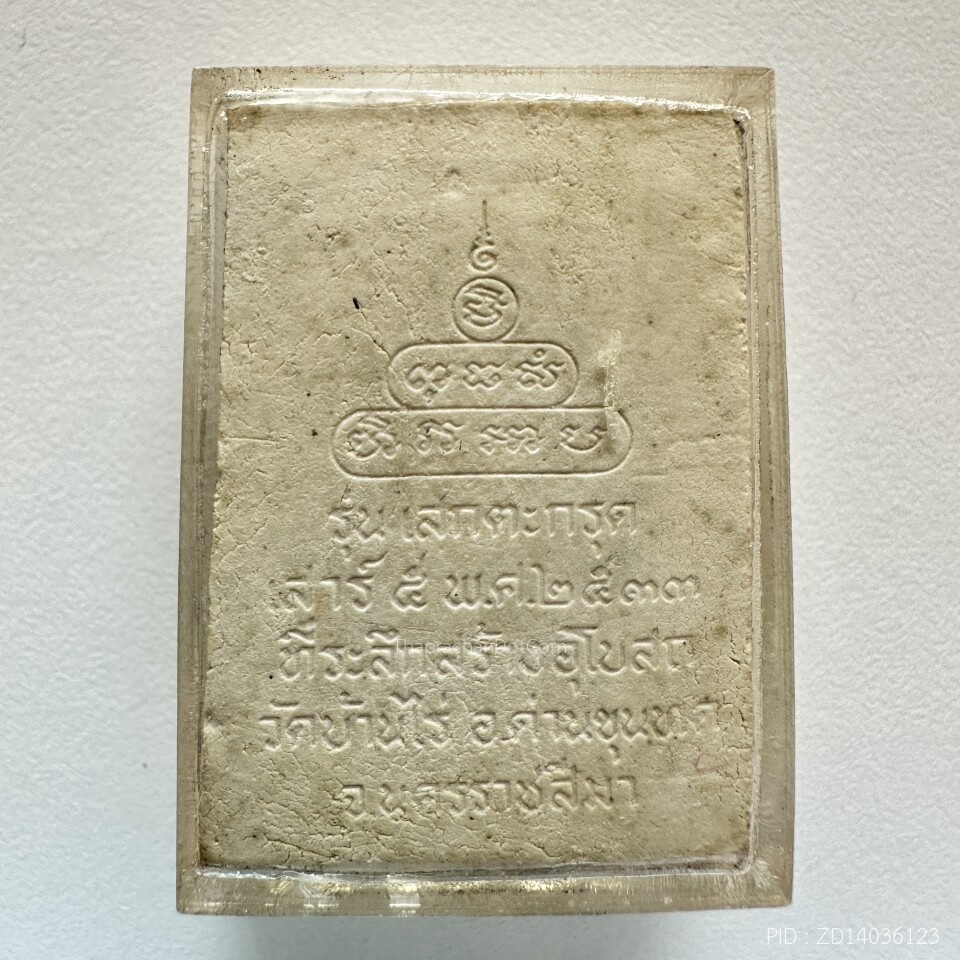 รุ่น เสกตะกรุด
สาร์ ๕ พ.ศ.๒๕๓๓
ที่ระลึกสร้างอุโบสถ
วัดบ้านไร่ อ.ด่านขุนทด
จ.นครราชสีมา
PID : ZD14036123